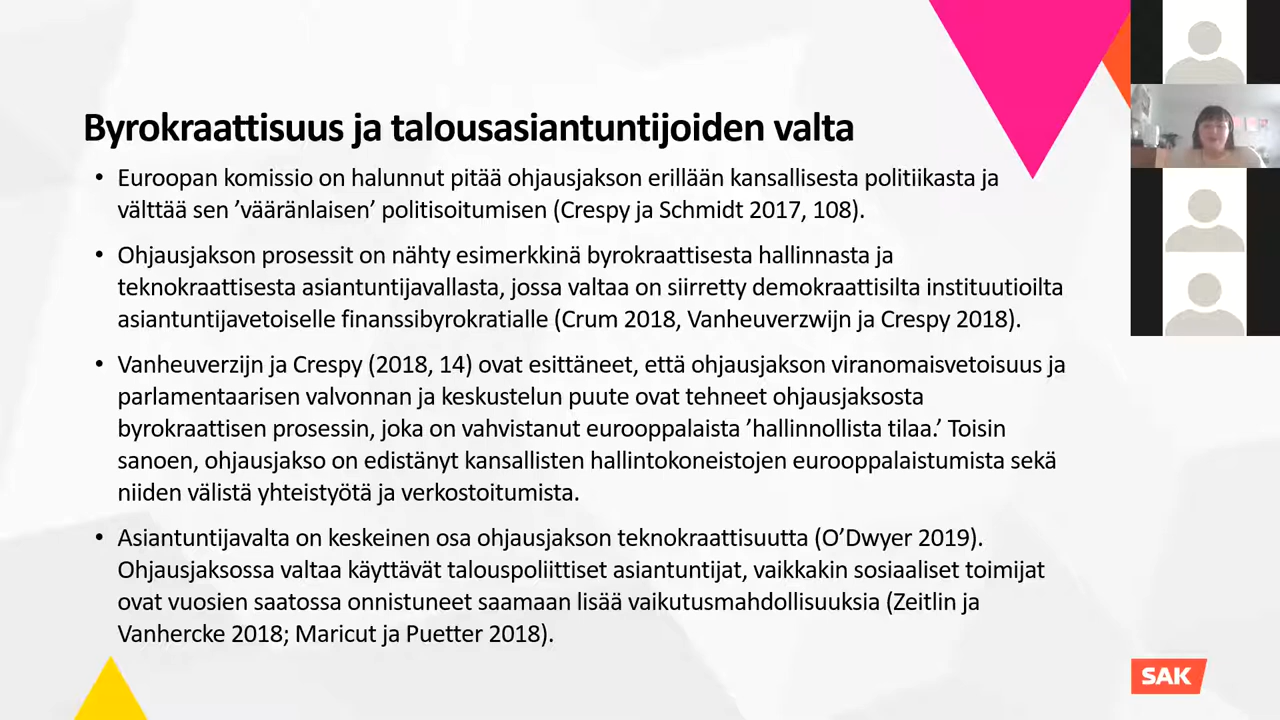 Byrokraattisuus ja talousasiantuntijoiden valta
• Euroopan komissio on halunnut pitää ohjausjakson erillään kansallisesta politiikasta ja
välttää sen ’vääränlaisen’ politisoitumisen (Crespy ja Schmidt 2017, 108).
• Ohjausjakson prosessit on nähty esimerkkinä byrokraattisesta hallinnasta ja
teknokraattisesta asiantuntijavallasta, jossa valtaa on siirretty demokraattisilta instituutioilta
asiantuntijavetoiselle finanssibyrokratialle (Crum 2018, Vanheuverzwijn ja Crespy 2018).
• Vanheuverzijn ja Crespy (2018, 14) ovat esittäneet, että ohjausjakson viranomaisvetoisuus ja
parlamentaarisen valvonnan ja keskustelun puute ovat tehneet ohjausjaksosta
byrokraattisen prosessin, joka on vahvistanut eurooppalaista ’hallinnollista tilaa.’ Toisin
sanoen, ohjausjakso on edistänyt kansallisten hallintokoneistojen eurooppalaistumista sekä
niiden välistä yhteistyötä ja verkostoitumista.
• Asiantuntijavalta on keskeinen osa ohjausjakson teknokraattisuutta (O’Dwyer 2019).
Ohjausjaksossa valtaa käyttävät talouspoliittiset asiantuntijat, vaikkakin sosiaaliset toimijat
ovat vuosien saatossa onnistuneet saamaan lisää vaikutusmahdollisuuksia (Zeitlin ja
Vanhercke 2018; Maricut ja Puetter 2018).
SAK